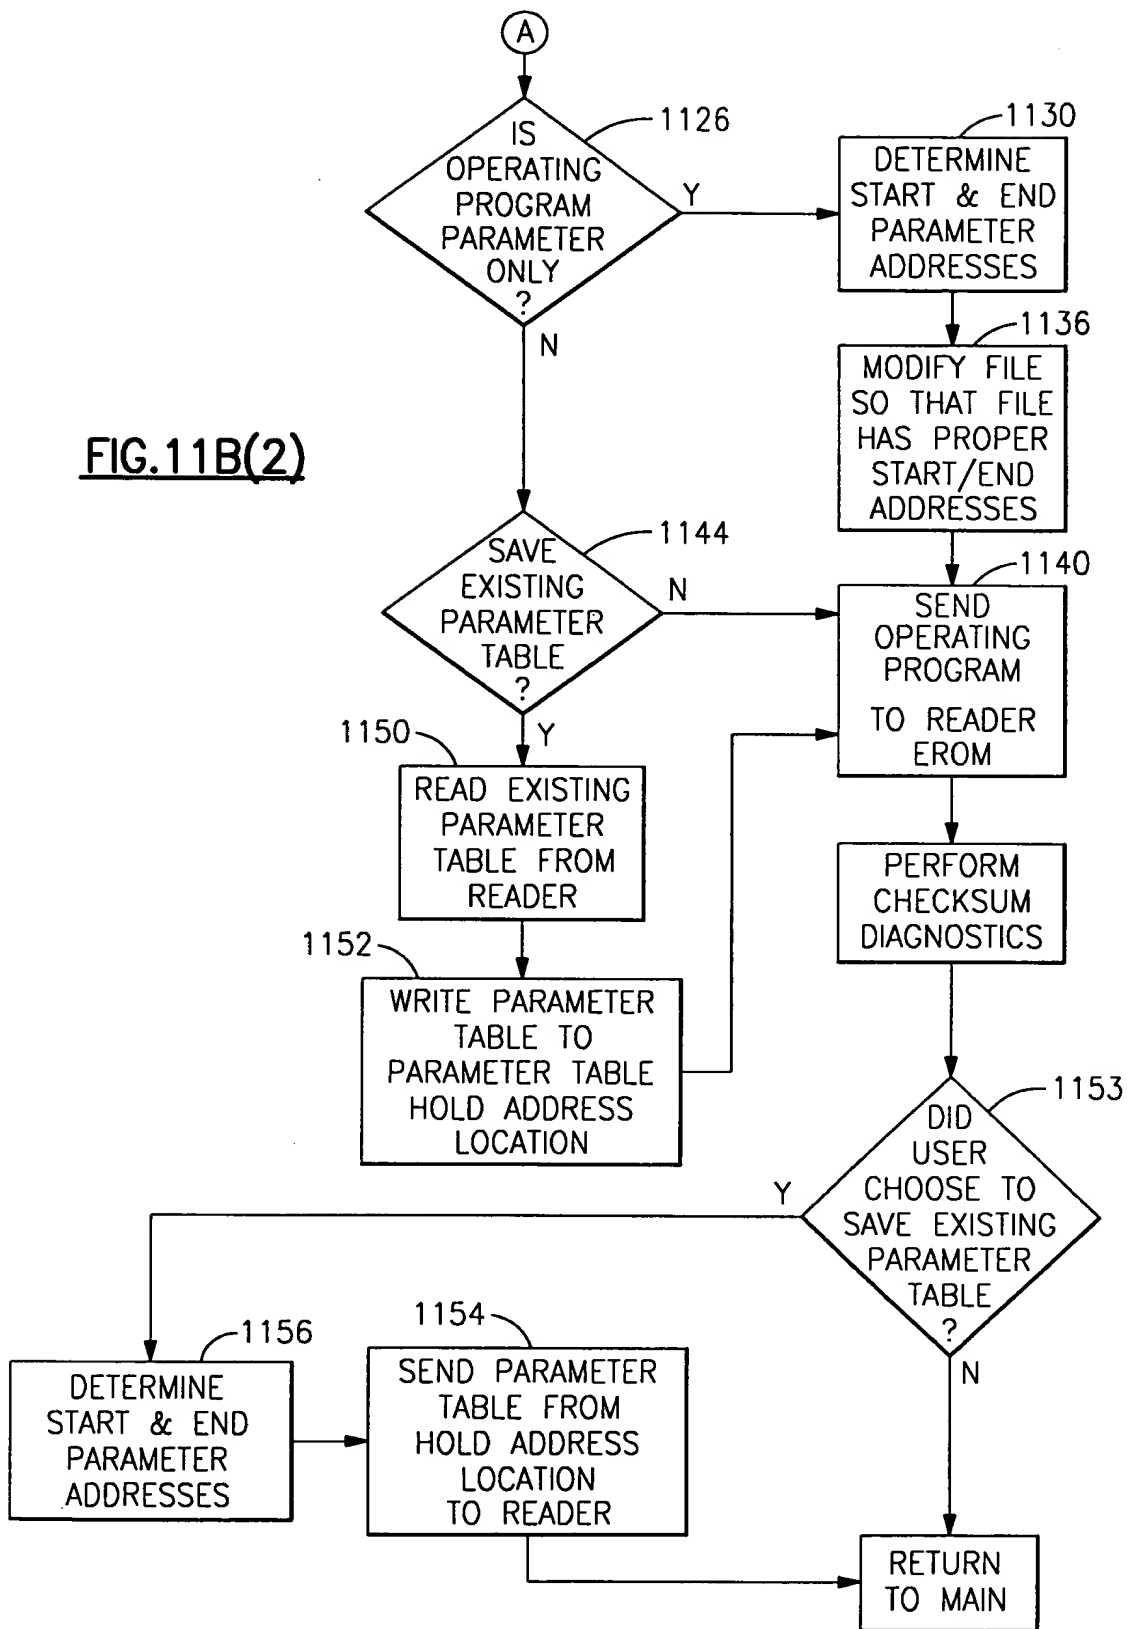 A
IS
OPERATING
PROGRAM
PARAMETER
ONLY
?
1126
Y
N
1130
DETERMINE
START & END
PARAMETER
ADDRESSES
1136
MODIFY FILE
SO THAT FILE
HAS PROPER
START/END
ADDRESSES
FIG.11B(2)
1144
SAVE
EXISTING
PARAMETER
TABLE
?
N
Y
1140
SEND
OPERATING
PROGRAM
TO READER
EROM
1150
READ EXISTING
PARAMETER
TABLE FROM
READER
1152
WRITE PARAMETER
TABLE TO
PARAMETER TABLE
HOLD ADDRESS
LOCATION
PERFORM
CHECKSUM
DIAGNOSTICS
1153
DID
USER
CHOOSE TO
SAVE EXISTING
PARAMETER
TABLE
?
Y
N
1156
DETERMINE
START & END
PARAMETER
ADDRESSES
1154
SEND PARAMETER
TABLE FROM
HOLD ADDRESS
LOCATION
TO READER
RETURN
TO MAIN